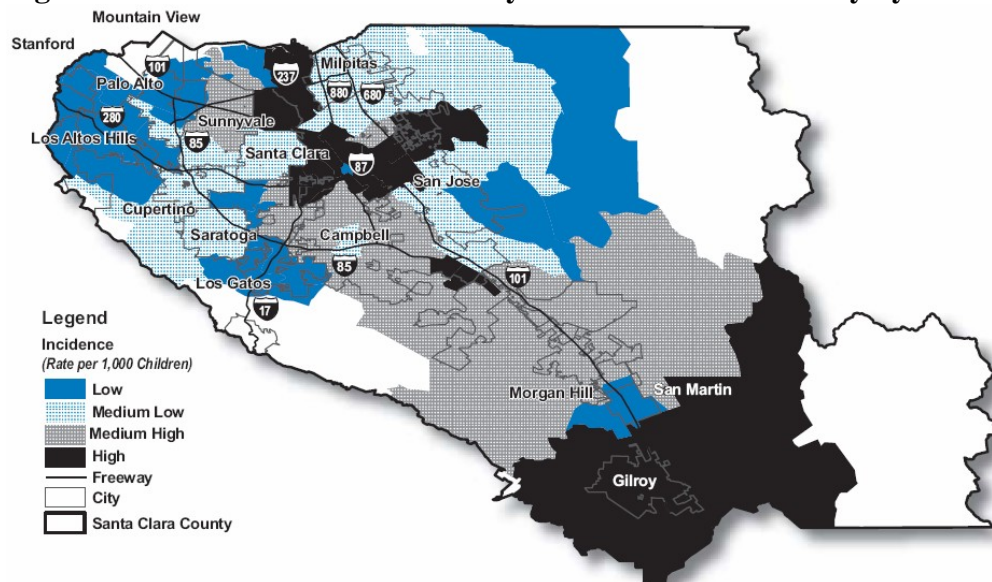 Mountain View
Stanford
101
237
Milpitas
Palo Alto
880
680
280
Sunnyvale
Los Altos Hills
85
Santa Clara
87
San Jose
Cupertino
Saratoga
Campbell
85
101
Los Gatos
17
Legend
Incidence
(Rate per 1,000 Children)
Low
Medium Low
Medium High
High
Freeway
City
Santa Clara County
Morgan Hill
San Martin
Gilroy